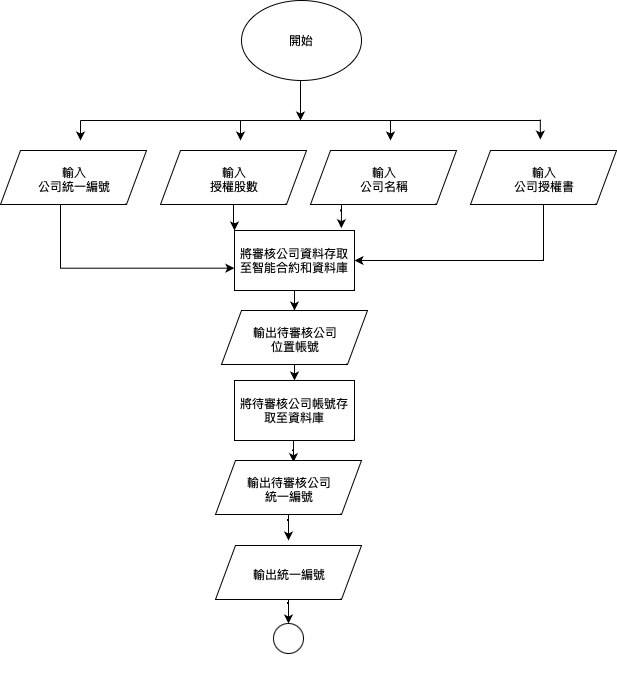 開始
輸入
公司統一編號
輸入
授權股數
輸入
公司名稱
輸入
公司授權書
將審核公司資料存取
至智能合約和資料庫
輸出待審核公司
位置帳號
將待審核公司帳號存
取至資料庫
輸出待審核公司
統一編號
輸出統一編號